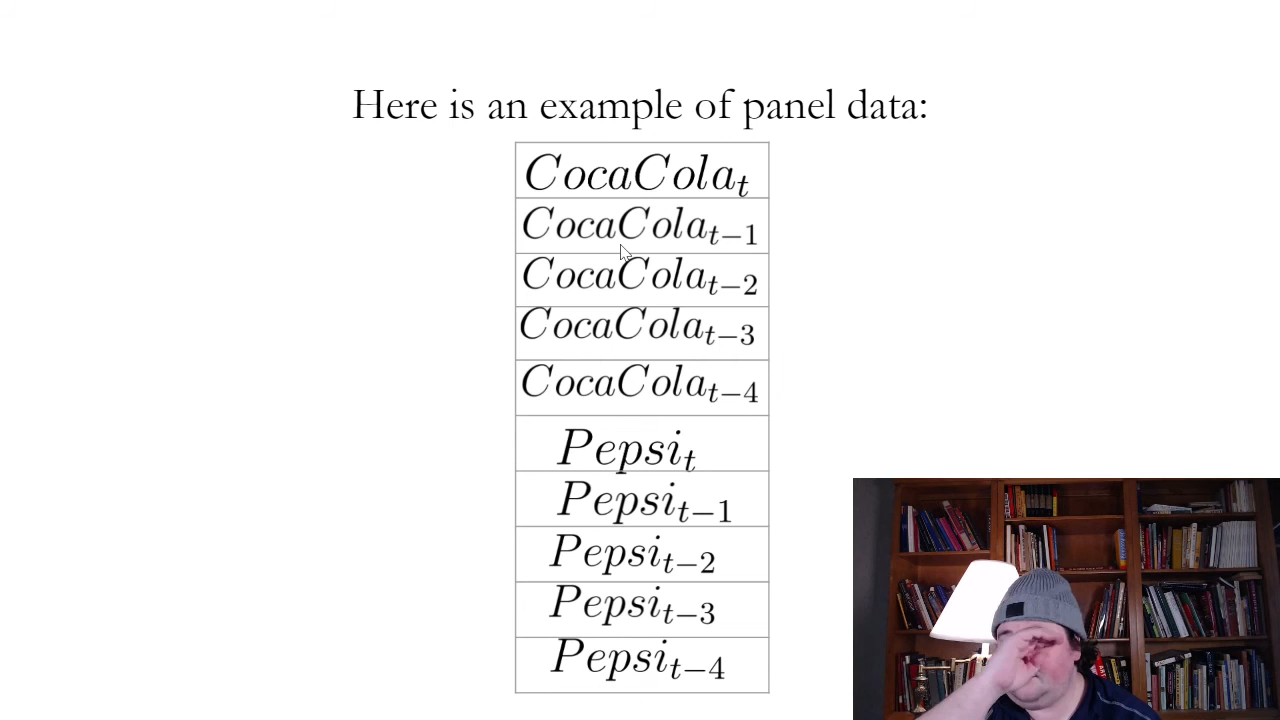 Here is an example of panel data:
CocaCola_t
CocaCola_{t-1}
CocaCola_{t-2}
CocaCola_{t-3}
CocaCola_{t-4}
Pepsi_t
Pepsi_{t-1}
Pepsi_{t-2}
Pepsi_{t-3}
Pepsi_{t-4}